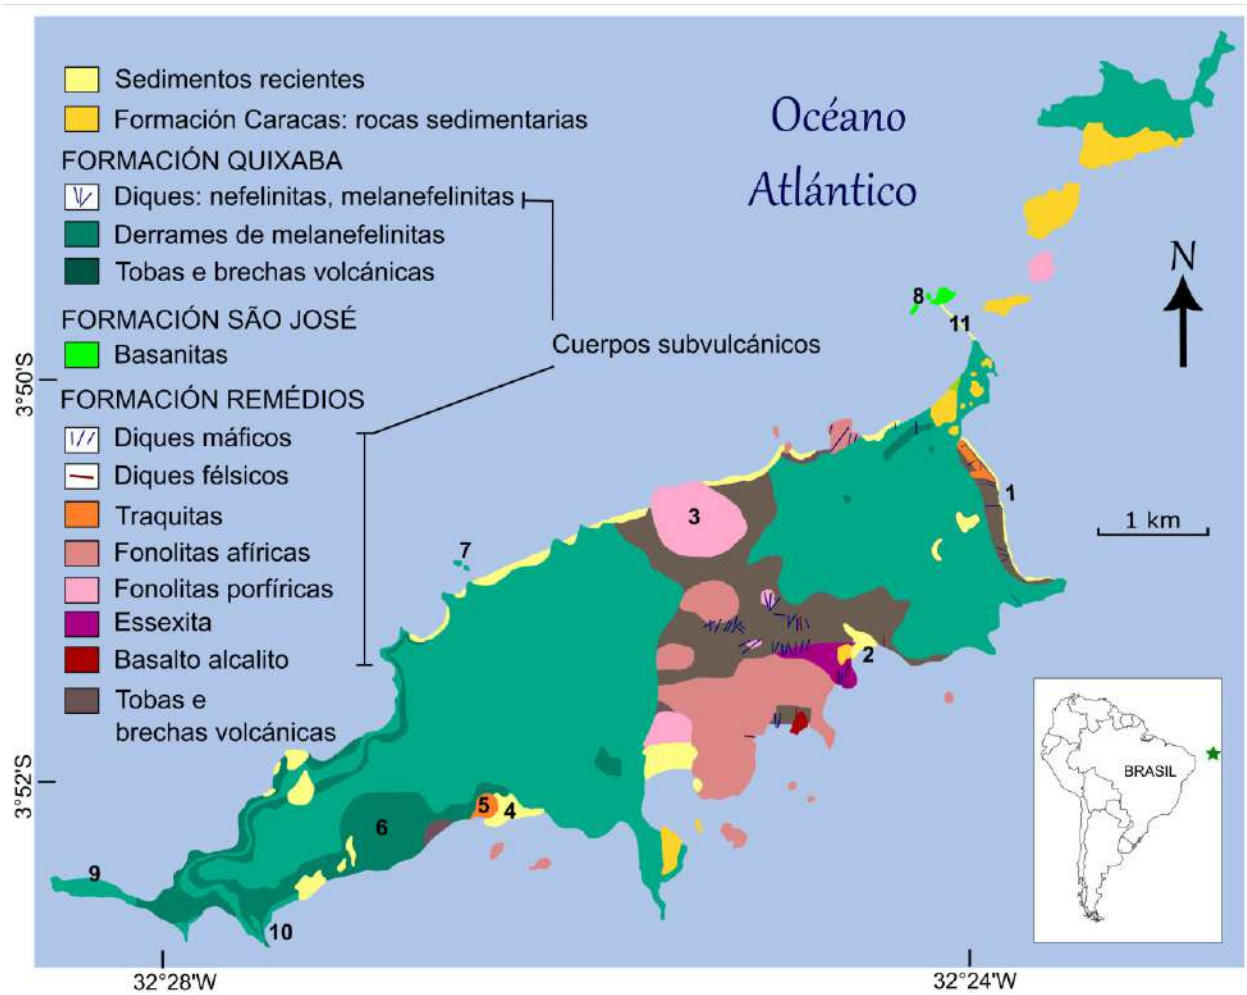 Sedimentos recientes
Formación Caracas: rocas sedimentarias
FORMACIÓN QUIXABA
Diques: nefelinitas, melanefelinitas
Derrames de melanefelinitas
Tobas e brechas volcánicas
FORMACIÓN SÃO JOSÉ
Basanitas
FORMACIÓN REMÉDIOS
Diques máficos
Diques félsicos
Traquitas
Fonolitas afíricas
Fonolitas porfíricas
Essexita
Basalto alcalito
Tobas e
brechas volcánicas
Cuerpos subvulcánicos
Océano
Atlántico
N
1 km
3°50'S
3°52'S
32°28'W
32°24'W
8
11
1
3
7
2
5
4
6
9
10
BRASIL